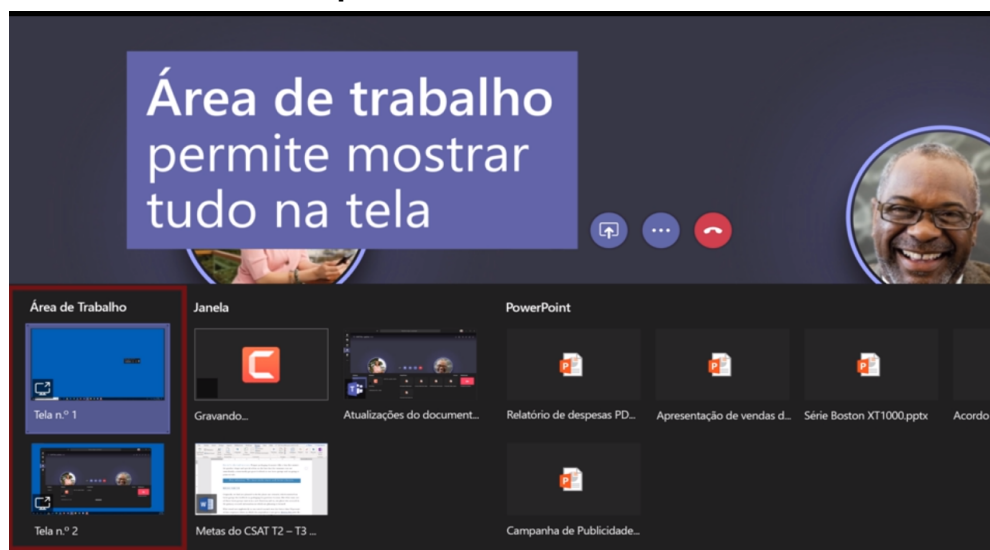 Área de trabalho
permite mostrar
tudo na tela
Área de Trabalho
Janela
PowerPoint
Tela n.º 1
Gravando...
Atualizações do document...
Relatório de despesas PD...
Apresentação de vendas d...
Série Boston XT1000.pptx
Acordo
Tela n.º 2
Metas do CSAT T2 – T3 ...
Campanha de Publicidade...